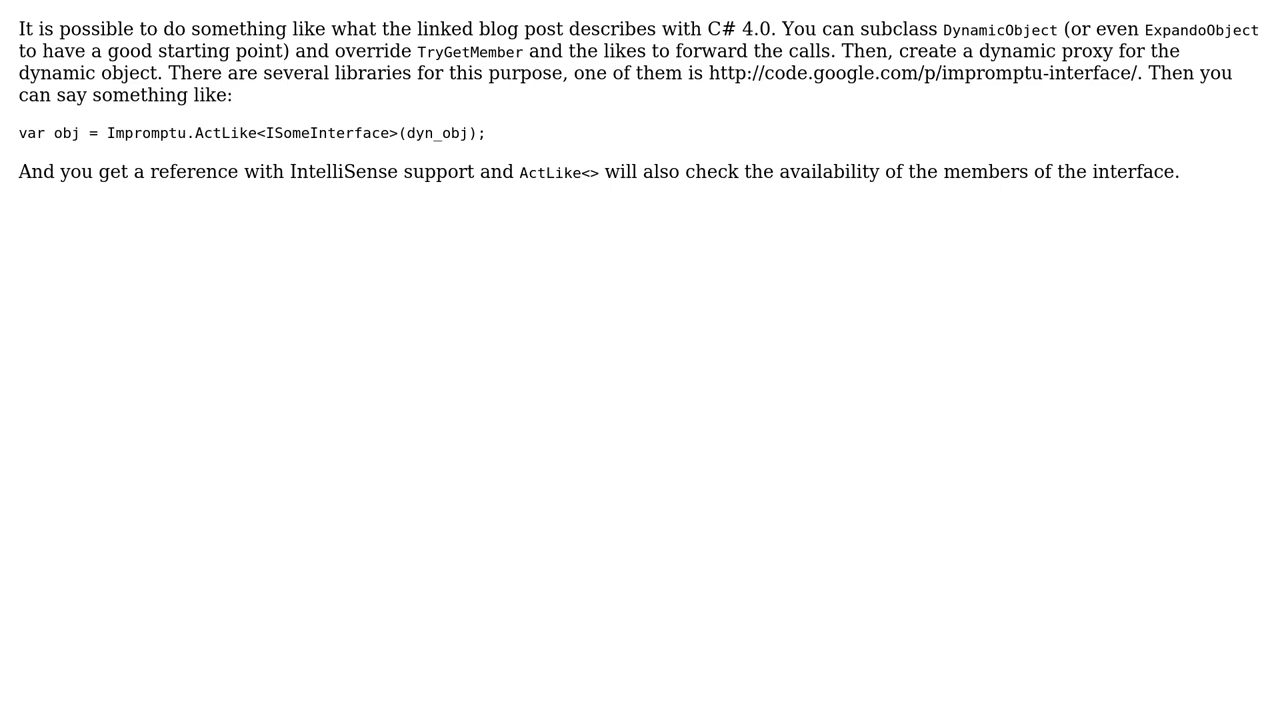 It is possible to do something like what the linked blog post describes with C# 4.0. You can subclass DynamicObject (or even ExpandoObject
to have a good starting point) and override TryGetMember and the likes to forward the calls. Then, create a dynamic proxy for the
dynamic object. There are several libraries for this purpose, one of them is http://code.google.com/p/impromptu-interface/. Then you
can say something like:
var obj = Impromptu.ActLike<ISomeInterface>(dyn_obj);
And you get a reference with IntelliSense support and ActLike<> will also check the availability of the members of the interface.